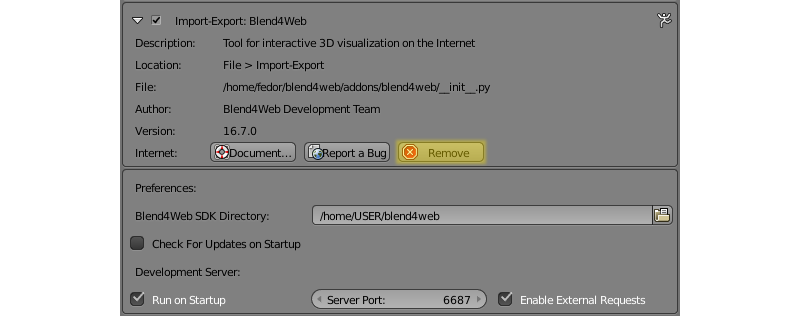 Import-Export: Blend4Web
Description: Tool for interactive 3D visualization on the Internet
Location: File > Import-Export
File: /home/fedor/blend4web/addons/blend4web/__init__.py
Author: Blend4Web Development Team
Version: 16.7.0
Internet: Document... Report a Bug Remove
Preferences:
Blend4Web SDK Directory: /home/USER/blend4web
Check For Updates on Startup
Development Server:
Run on Startup Server Port: 6687 Enable External Requests